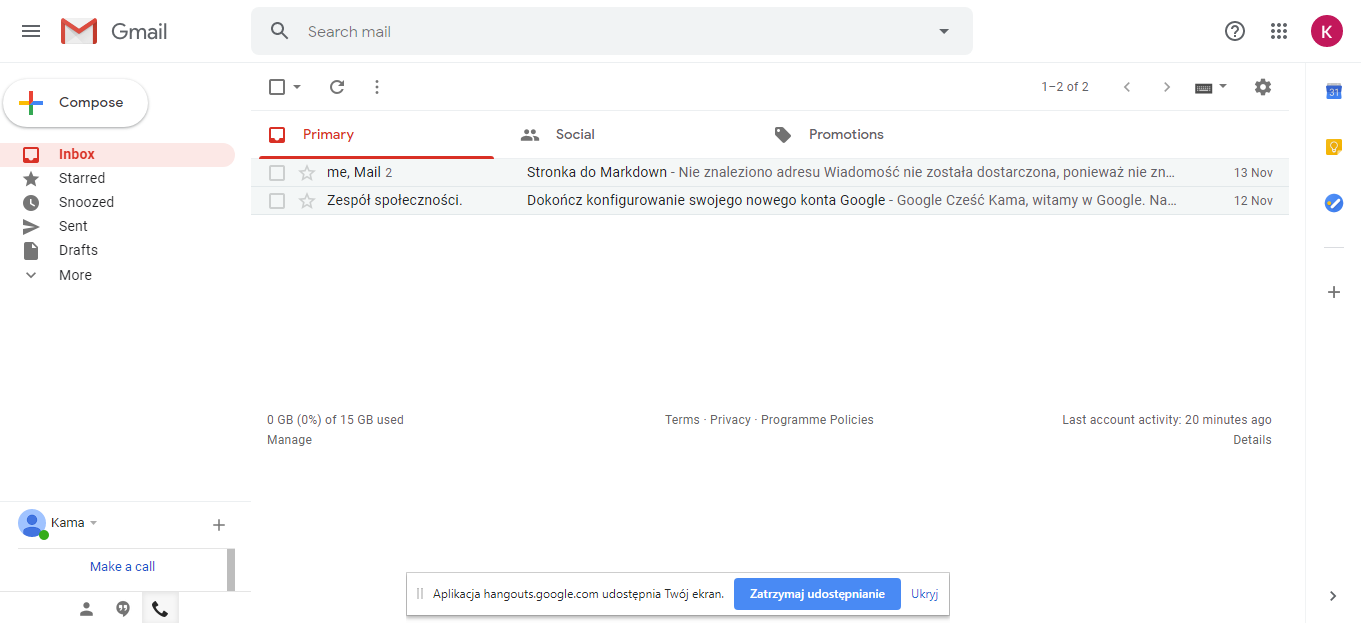 Gmail
Search mail
K
Compose
1–2 of 2
31
Primary
Social
Promotions
Inbox
Starred
Snoozed
Sent
Drafts
More
me, Mail 2 Stronka do Markdown - Nie znaleziono adresu Wiadomość nie została dostarczona, ponieważ nie zn… 13 Nov
Zespół społeczności. Dokończ konfigurowanie swojego nowego konta Google - Google Cześć Kama, witamy w Google. Na… 12 Nov
0 GB (0%) of 15 GB used
Manage
Terms · Privacy · Programme Policies
Last account activity: 20 minutes ago
Details
Kama
Make a call
Aplikacja hangouts.google.com udostępnia Twój ekran. Zatrzymaj udostępnianie Ukryj